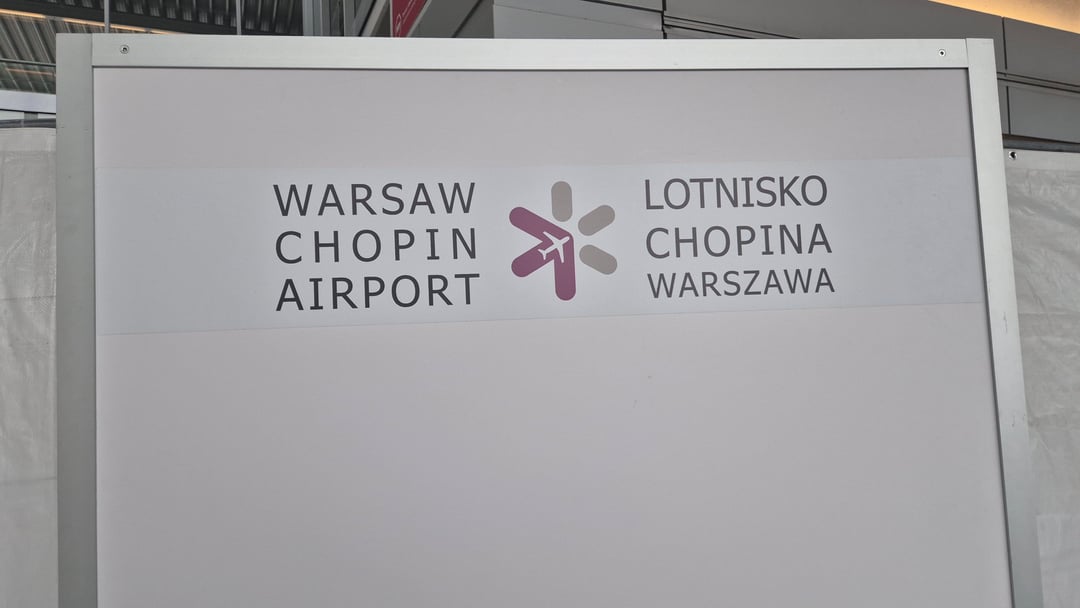 WARSAW
CHOPIN
AIRPORT
LOTNISKO
CHOPINA
WARSZAWA